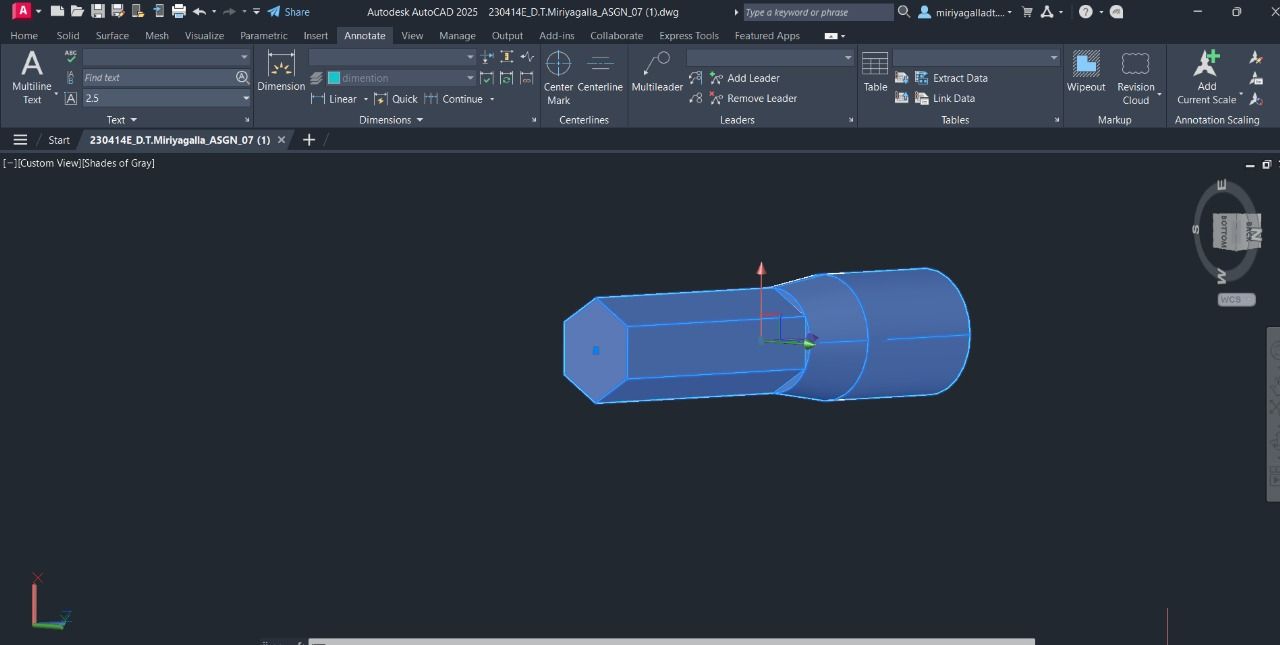 A Share Autodesk AutoCAD 2025 230414E_D.T.Miriyagalla_ASGN_07 (1).dwg Type a keyword or phrase miriyagalladt.... ?
Home Solid Surface Mesh Visualize Parametric Insert Annotate View Manage Output Add-ins Collaborate Express Tools Featured Apps
A ABC
Find text A dimention
Multiline Text Dimension Center Mark Centerline Multileader Add Leader Table Extract Data Wipeout Revision Cloud Add Current Scale
A 2.5 Linear Quick Continue Remove Leader Link Data
Text Dimensions Centerlines Leaders Tables Markup Annotation Scaling
Start 230414E_D.T.Miriyagalla_ASGN_07 (1)
[−][Custom View][Shades of Gray]
E
S BOTTOM BACK N
W
WCS
X
Z